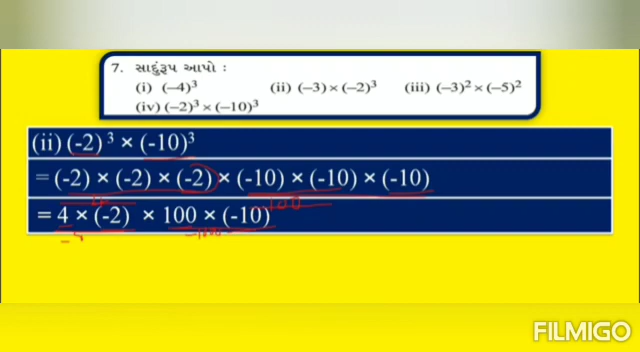 7. સાદુંરૂપ આપો :
(i) (–4)³ (ii) (–3)×(–2)³ (iii) (–3)²×(–5)²
(iv) (–2)³×(–10)³
(ii) (-2) ³ × (-10)³
= (-2) × (-2) × (-2) × (-10) × (-10) × (-10)
100
= 4 × (-2) × 100 × (-10)
FILMIGO